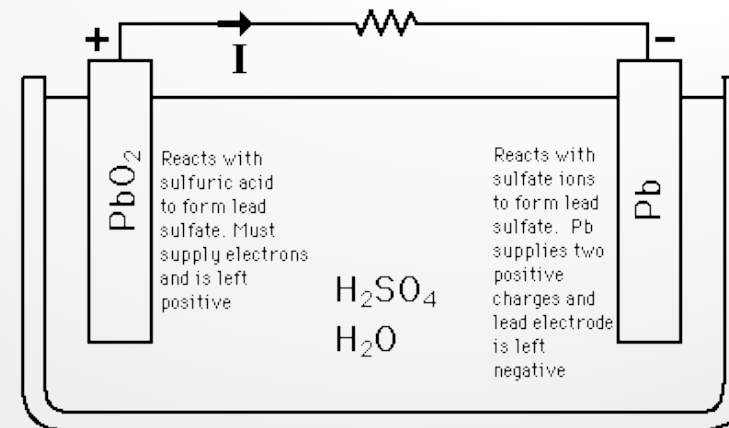 +
-
I
PbO₂
Reacts with
sulfuric acid
to form lead
sulfate. Must
supply electrons
and is left
positive
H₂SO₄
H₂O
Reacts with
sulfate ions
to form lead
sulfate. Pb
supplies two
positive
charges and
lead electrode
is left
negative
Pb